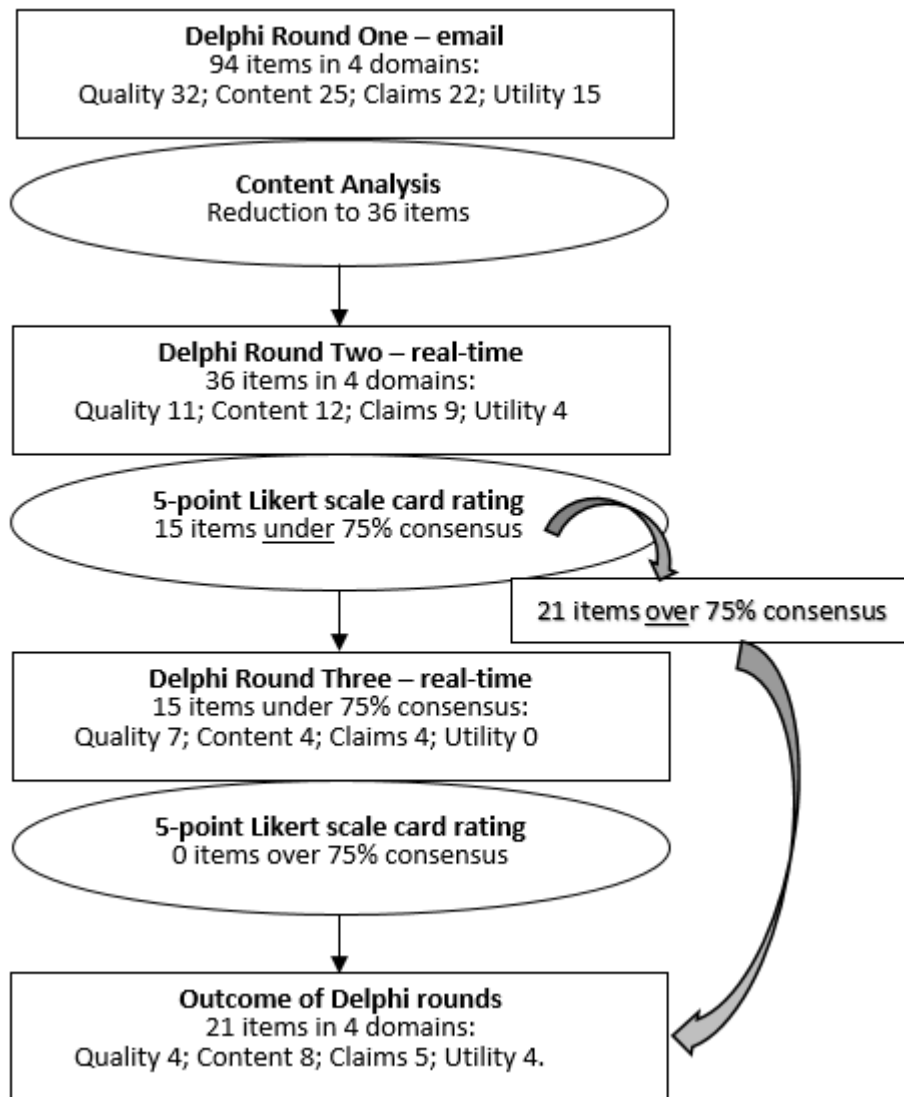 Delphi Round One – email
94 items in 4 domains:
Quality 32; Content 25; Claims 22; Utility 15
Content Analysis
Reduction to 36 items
Delphi Round Two – real-time
36 items in 4 domains:
Quality 11; Content 12; Claims 9; Utility 4
5-point Likert scale card rating
15 items under 75% consensus
21 items over 75% consensus
Delphi Round Three – real-time
15 items under 75% consensus:
Quality 7; Content 4; Claims 4; Utility 0
5-point Likert scale card rating
0 items over 75% consensus
Outcome of Delphi rounds
21 items in 4 domains:
Quality 4; Content 8; Claims 5; Utility 4.